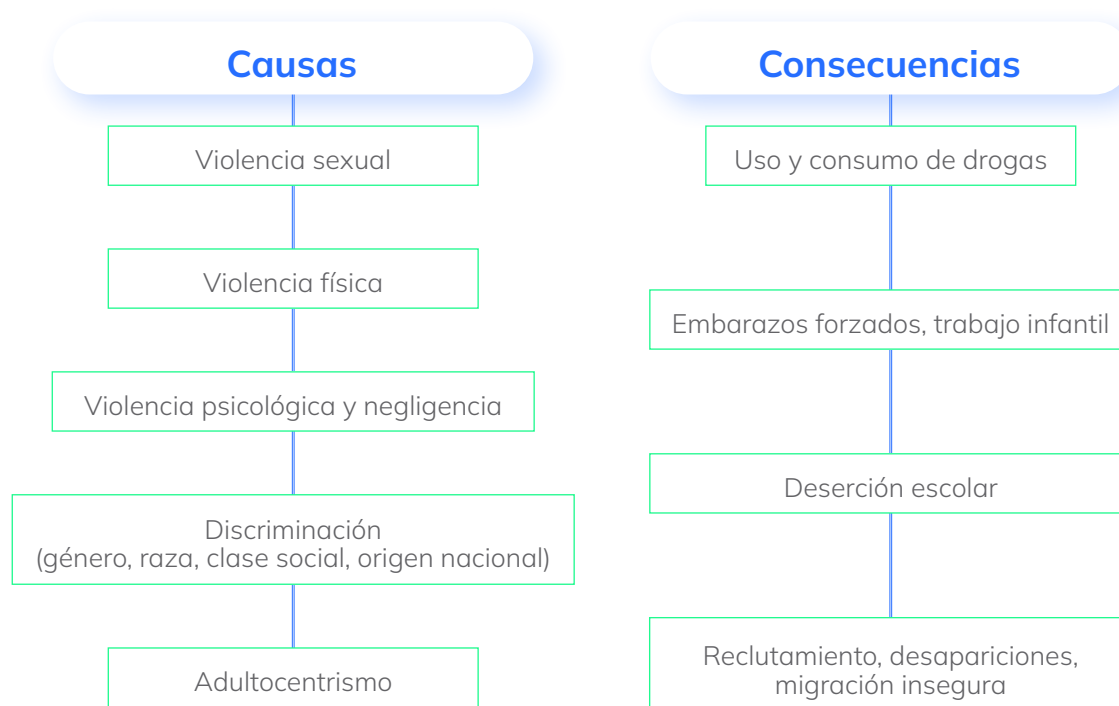 Causas
Violencia sexual
Violencia física
Violencia psicológica y negligencia
Discriminación
(género, raza, clase social, origen nacional)
Adultocentrismo
Consecuencias
Uso y consumo de drogas
Embarazos forzados, trabajo infantil
Deserción escolar
Reclutamiento, desapariciones,
migración insegura